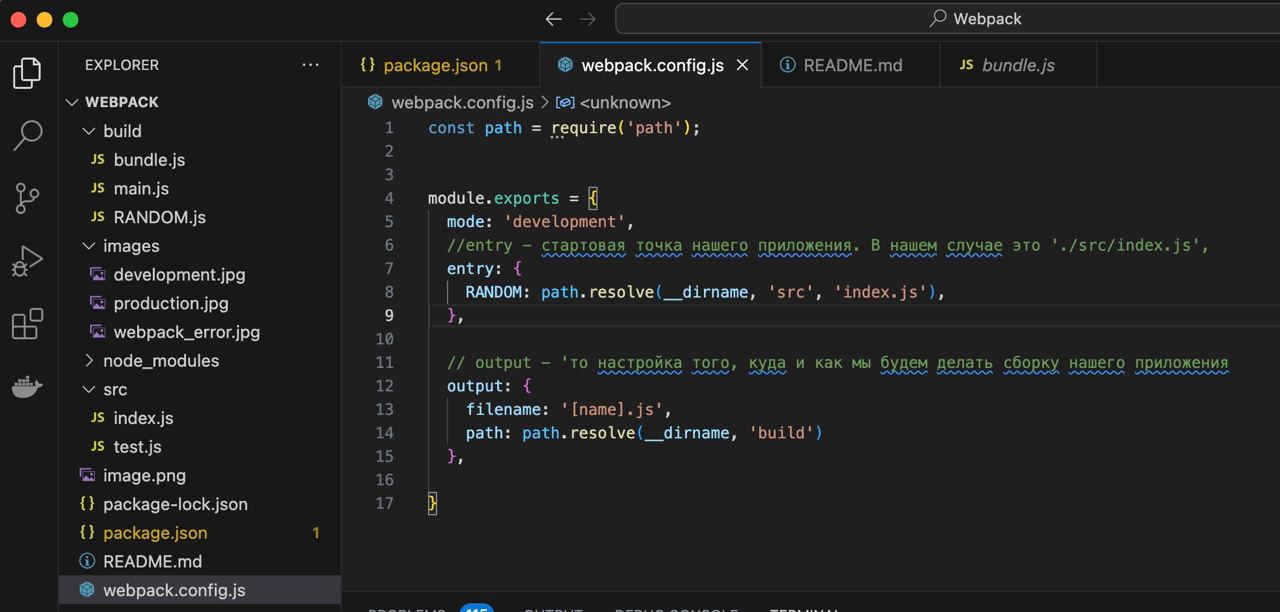 Webpack
EXPLORER
···
package.json 1
webpack.config.js
README.md
JS bundle.js
WEBPACK
build
JS bundle.js
JS main.js
JS RANDOM.js
images
development.jpg
production.jpg
webpack_error.jpg
node_modules
src
JS index.js
JS test.js
image.png
{} package-lock.json
{} package.json 1
README.md
webpack.config.js
webpack.config.js > <unknown>
1 const path = require('path');
2
3
4 module.exports = {
5 mode: 'development',
6 //entry – стартовая точка нашего приложения. В нашем случае это './src/index.js',
7 entry: {
8 RANDOM: path.resolve(__dirname, 'src', 'index.js'),
9 },
10
11 // output – 'то настройка того, куда и как мы будем делать сборку нашего приложения
12 output: {
13 filename: '[name].js',
14 path: path.resolve(__dirname, 'build')
15 },
16
17 }
PROBLEMS 115 OUTPUT DEBUG CONSOLE TERMINAL